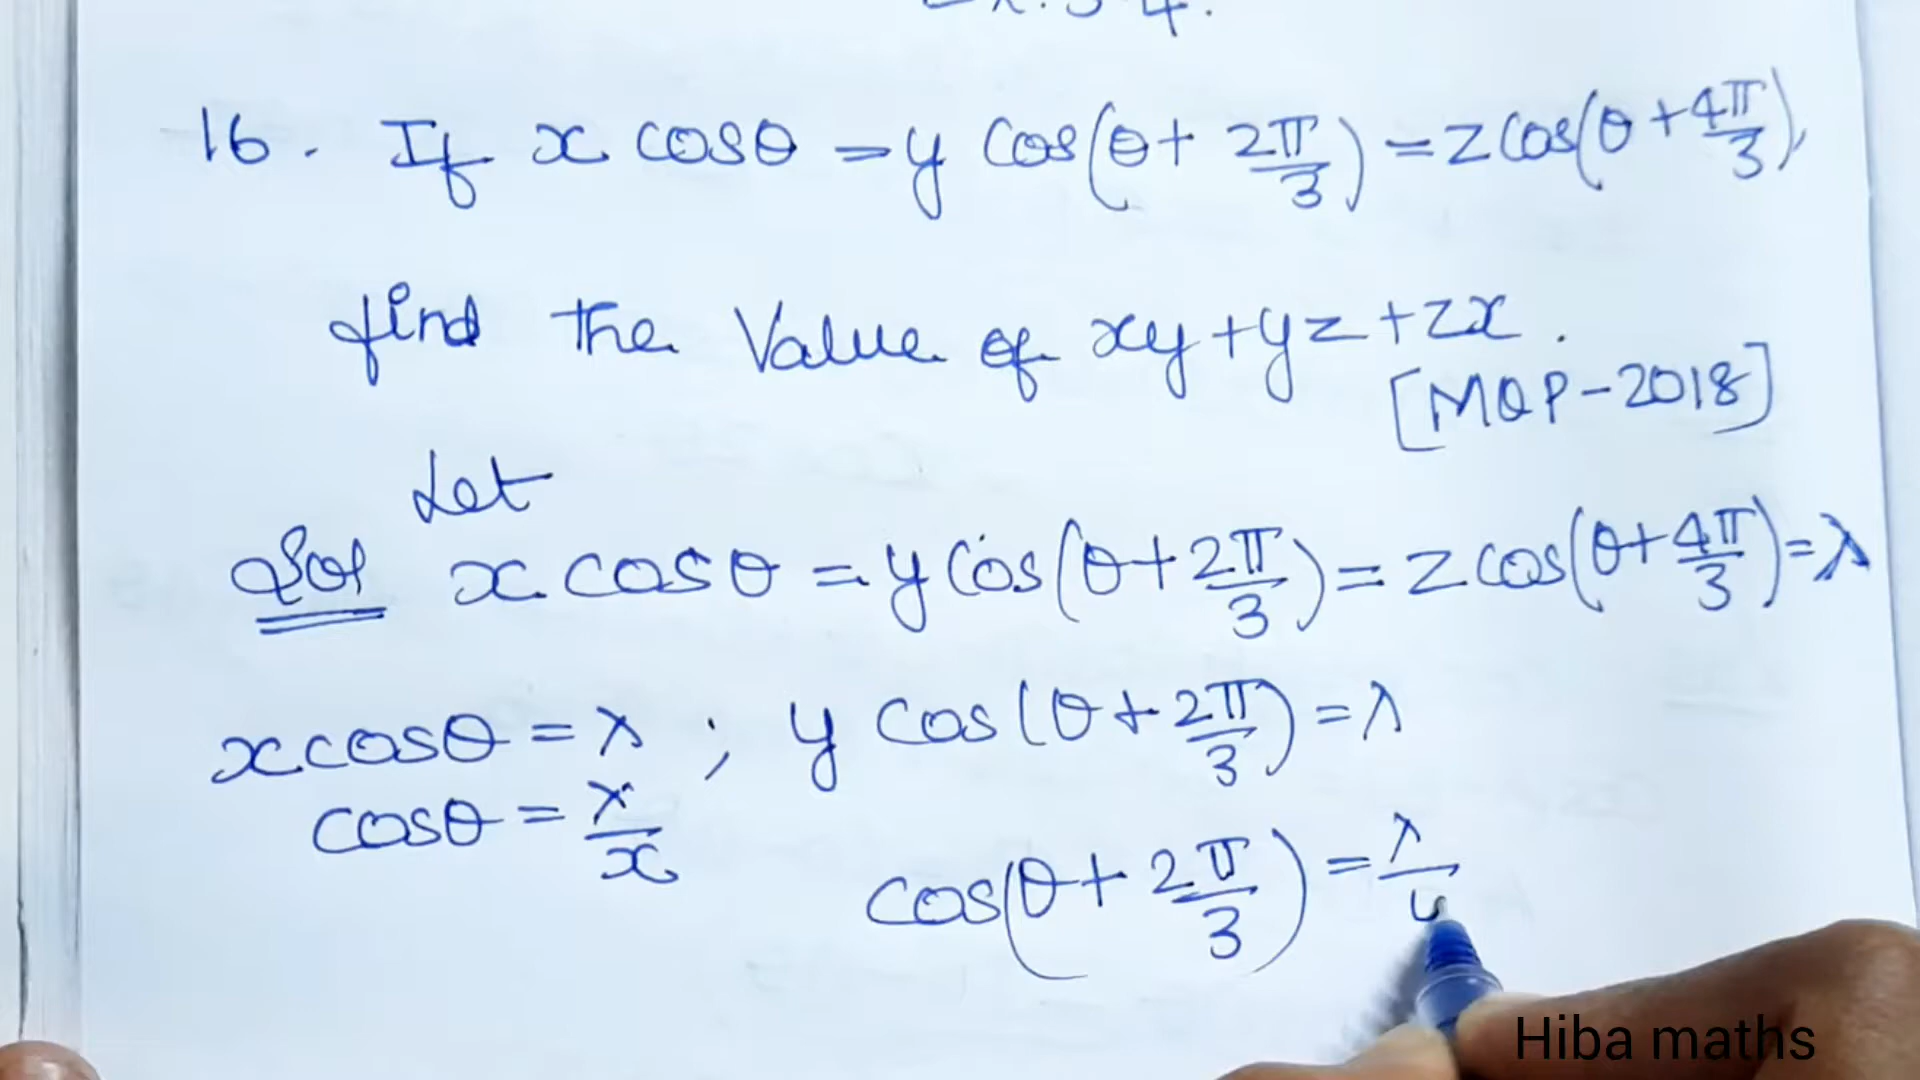 16. If x cosθ = y cos(θ + 2π/3) = z cos(θ + 4π/3),
find the Value of xy + yz + zx.
[MQP-2018]
Let
Sol x cosθ = y cos(θ + 2π/3) = z cos(θ + 4π/3) = λ
x cosθ = λ ; y cos(θ + 2π/3) = λ
cosθ = λ/x
cos(θ + 2π/3) = λ/
Hiba maths